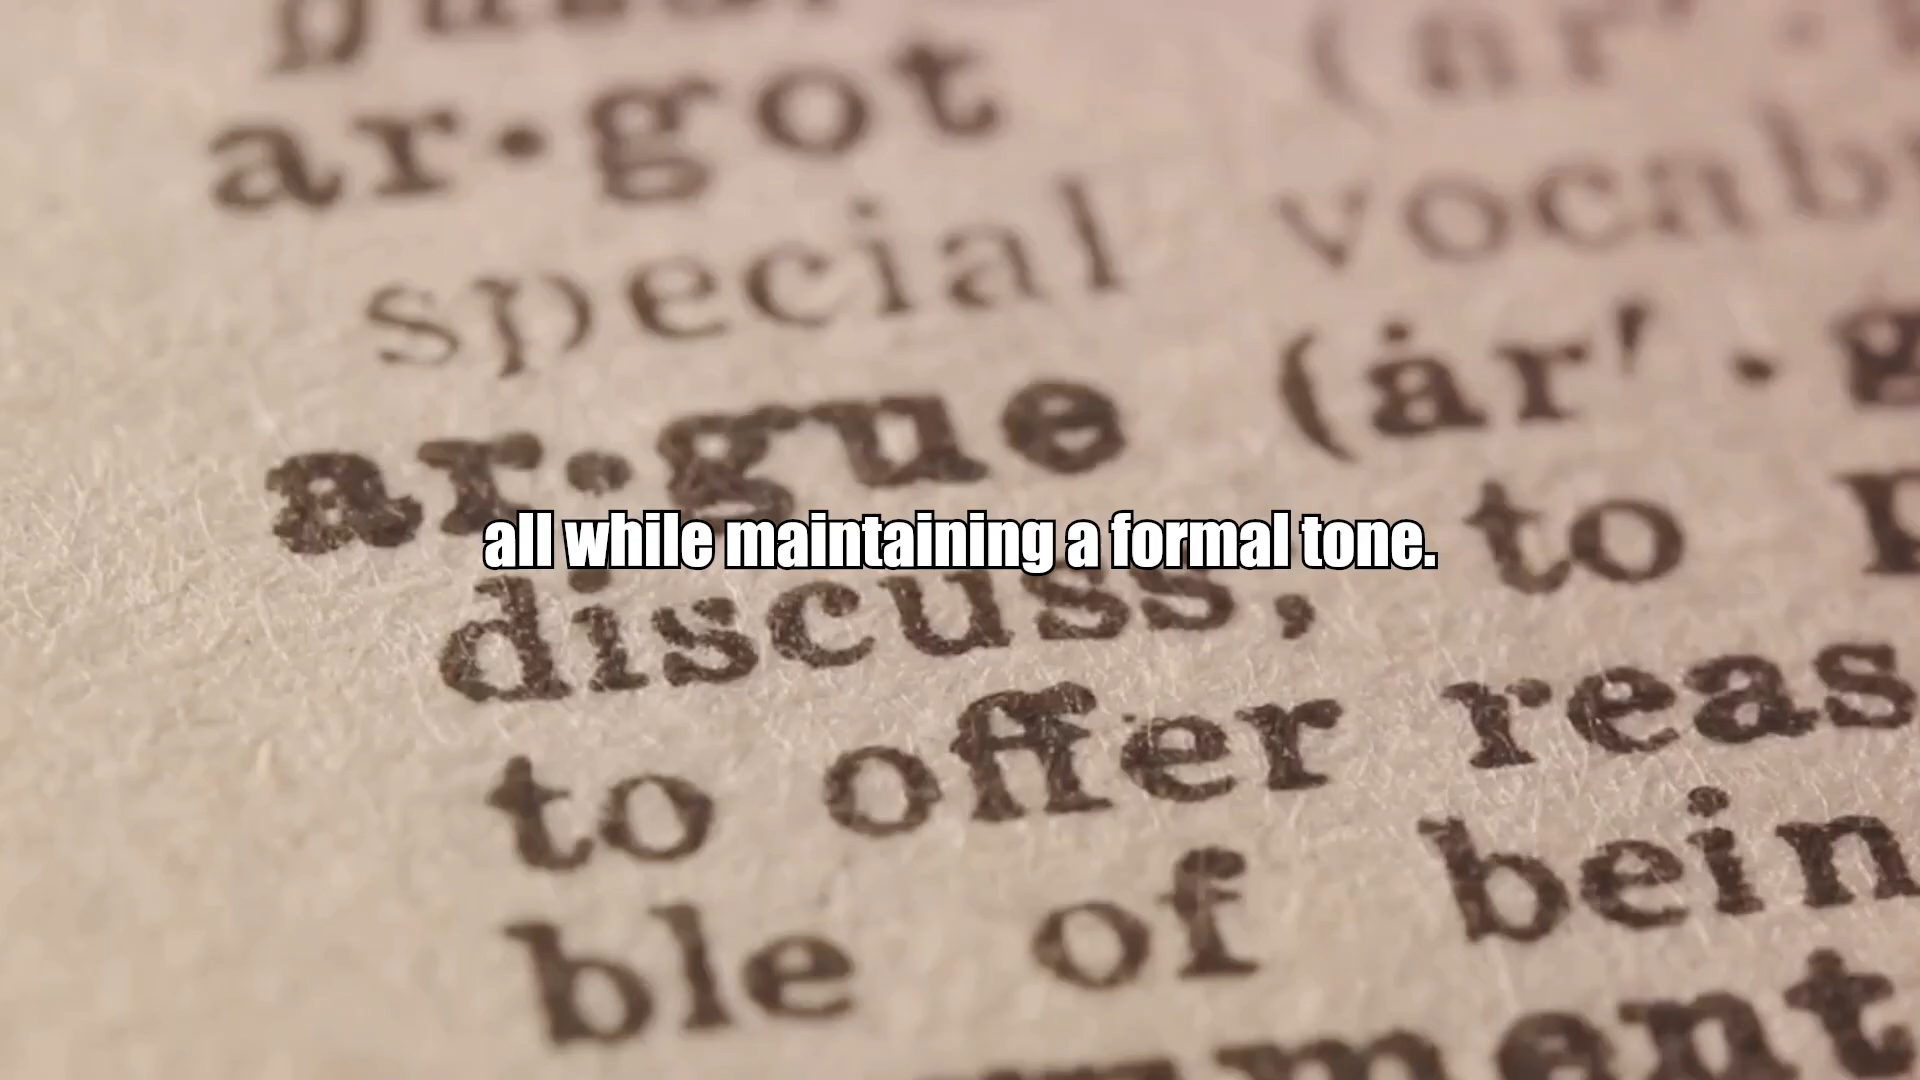 ar·got
special
ar·gue (är' · g
all while maintaining a formal tone.
discuss, to
to offer reas
ble of bein